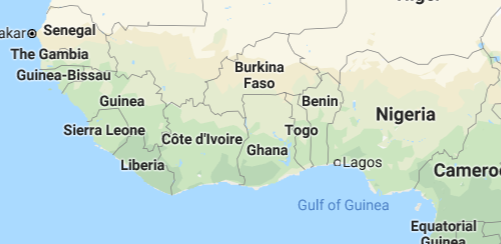 akar
Senegal
The Gambia
Guinea-Bissau
Burkina
Faso
Guinea
Benin
Nigeria
Sierra Leone
Côte d'Ivoire
Togo
Ghana
Liberia
Lagos
Cameroo
Gulf of Guinea
Equatorial
Guinea